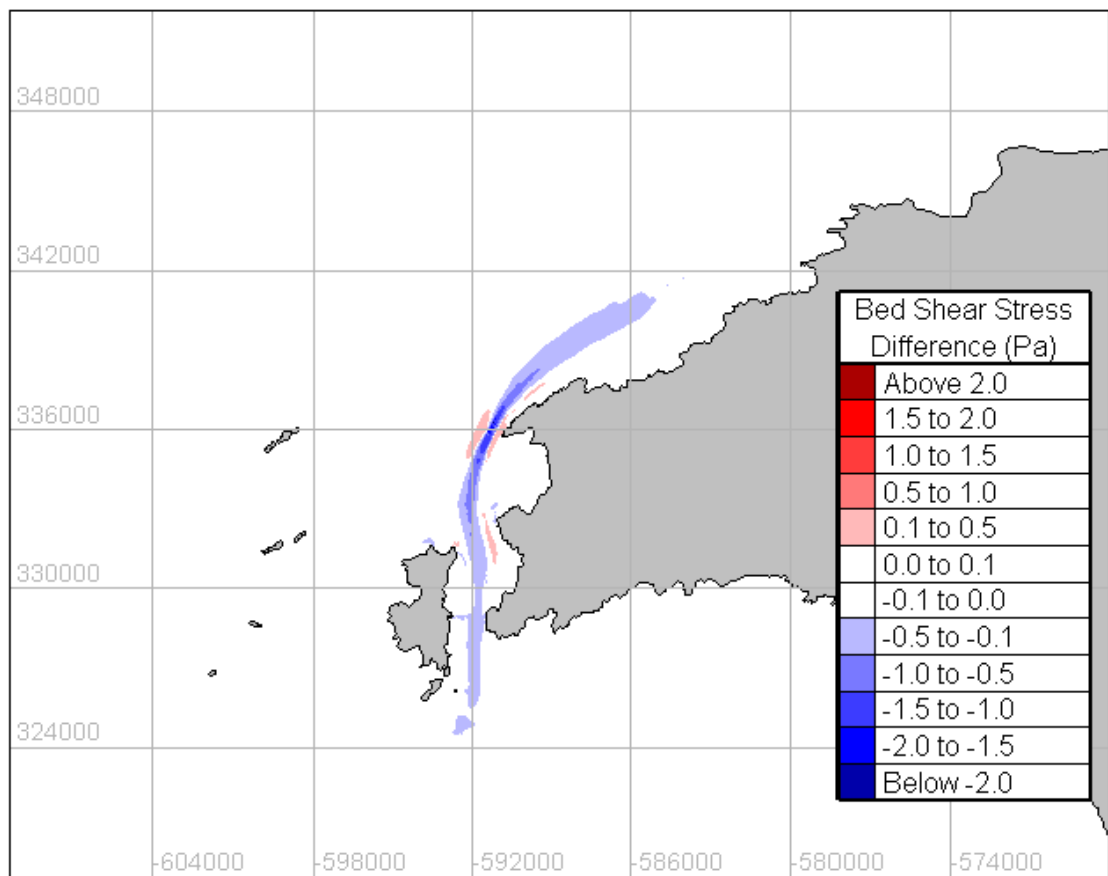 348000
342000
336000
330000
324000
-604000
-598000
-592000
-586000
-580000
-574000
Bed Shear Stress
Difference (Pa)
Above 2.0
1.5 to 2.0
1.0 to 1.5
0.5 to 1.0
0.1 to 0.5
0.0 to 0.1
-0.1 to 0.0
-0.5 to -0.1
-1.0 to -0.5
-1.5 to -1.0
-2.0 to -1.5
Below -2.0